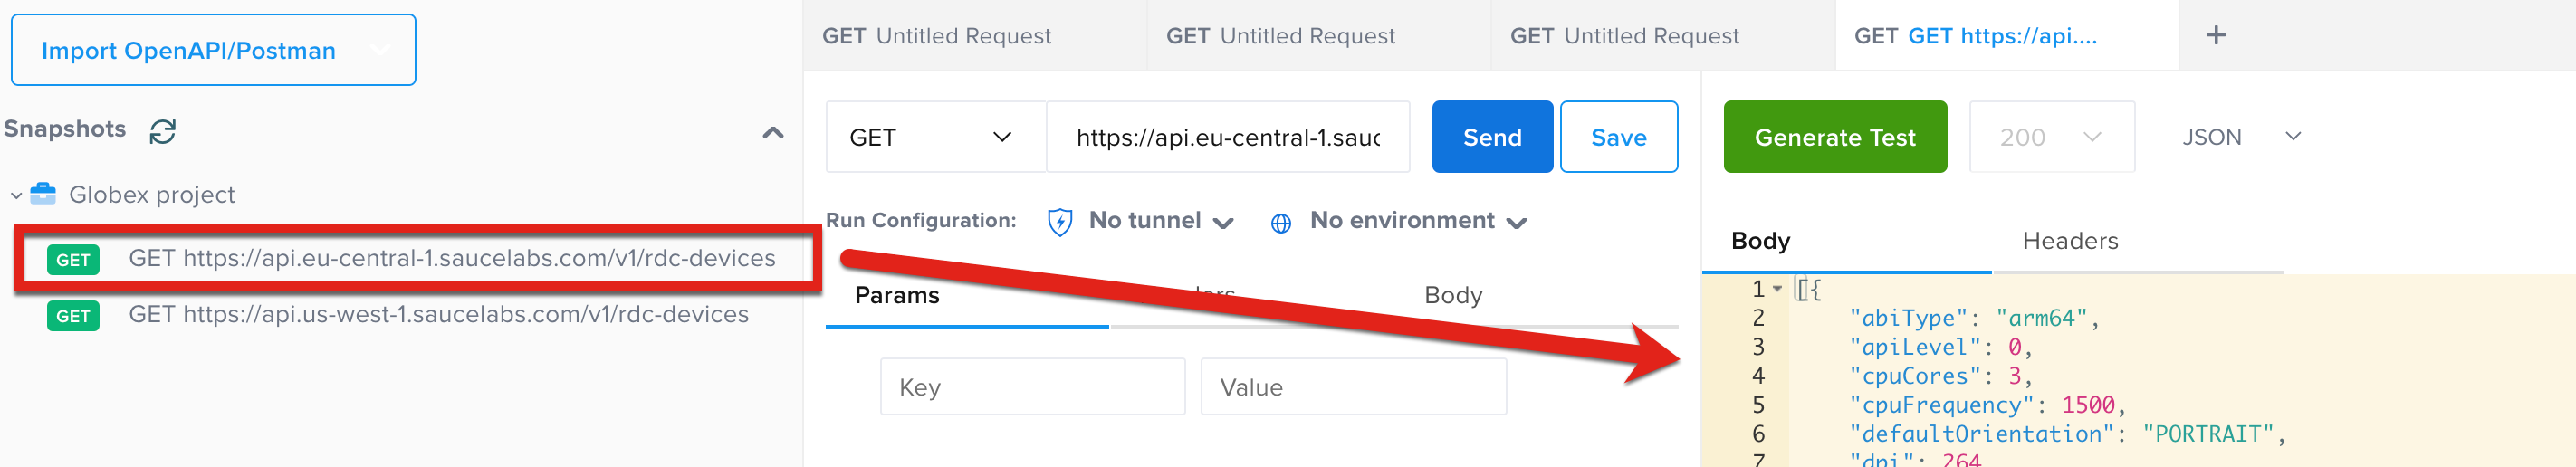 Import OpenAPI/Postman
Snapshots
Globex project
GET GET https://api.eu-central-1.saucelabs.com/v1/rdc-devices
GET GET https://api.us-west-1.saucelabs.com/v1/rdc-devices
GET Untitled Request GET Untitled Request GET Untitled Request GET GET https://api.... +
GET https://api.eu-central-1.sauc Send Save
Run Configuration: No tunnel No environment
Params Body
Key Value
Generate Test 200 JSON
Body Headers
1 [{
2 "abiType": "arm64",
3 "apiLevel": 0,
4 "cpuCores": 3,
5 "cpuFrequency": 1500,
6 "defaultOrientation": "PORTRAIT",
7 "dpi": 264